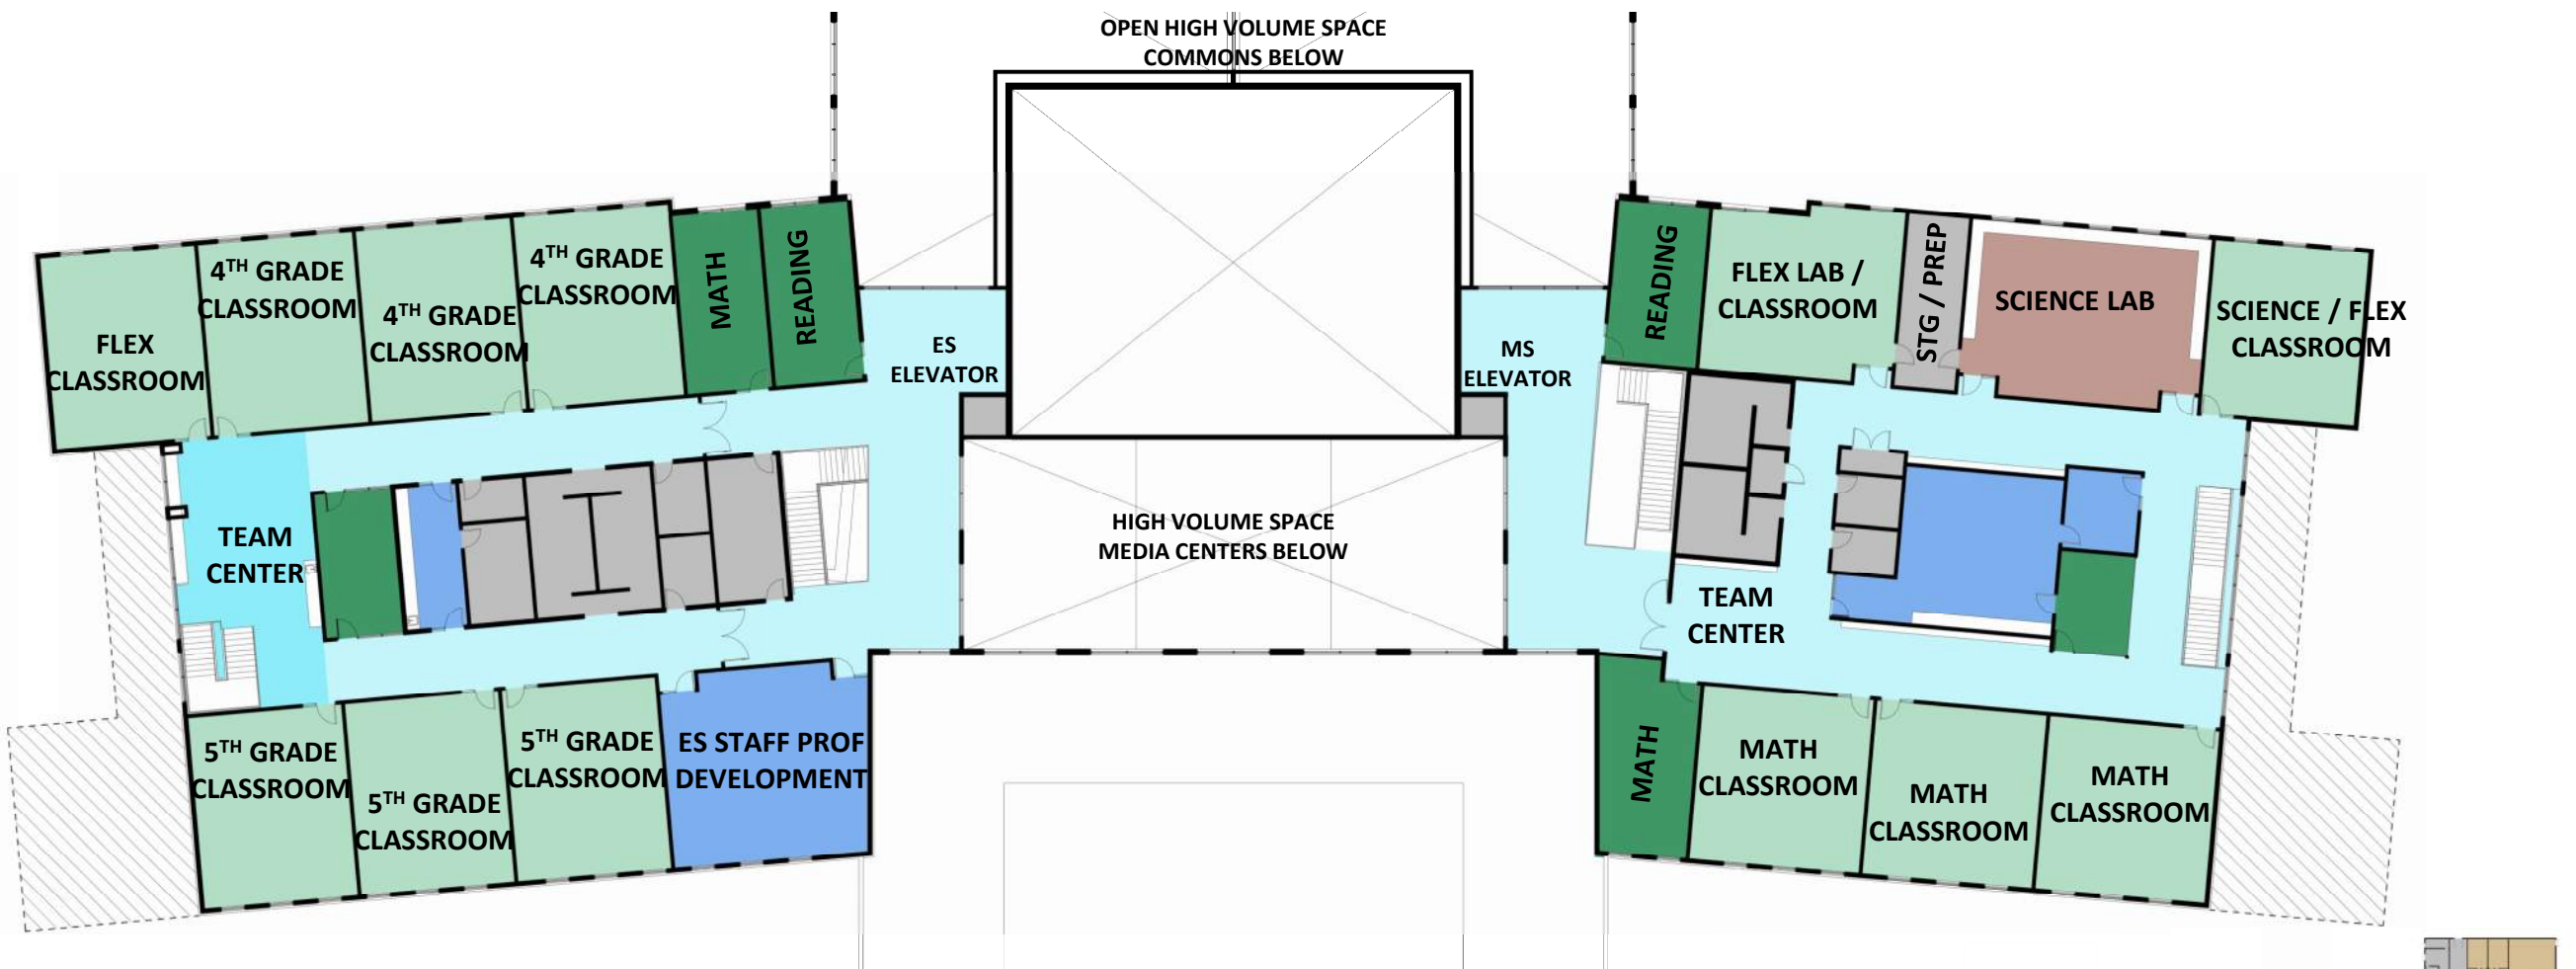 OPEN HIGH VOLUME SPACE
COMMONS BELOW
FLEX
CLASSROOM
4TH GRADE
CLASSROOM
4TH GRADE
CLASSROOM
4TH GRADE
CLASSROOM
MATH
READING
ES
ELEVATOR
MS
ELEVATOR
READING
FLEX LAB /
CLASSROOM
STG / PREP
SCIENCE LAB
SCIENCE / FLEX
CLASSROOM
TEAM
CENTER
HIGH VOLUME SPACE
MEDIA CENTERS BELOW
TEAM
CENTER
5TH GRADE
CLASSROOM
5TH GRADE
CLASSROOM
5TH GRADE
CLASSROOM
ES STAFF PROF
DEVELOPMENT
MATH
MATH
CLASSROOM
MATH
CLASSROOM
MATH
CLASSROOM